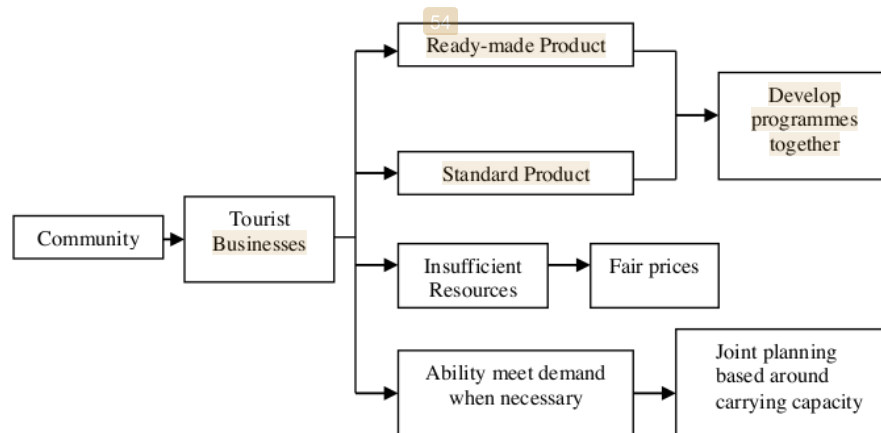 54
Ready-made Product
Develop
programmes
together
Standard Product
Community
Tourist
Businesses
Insufficient
Resources
Fair prices
Ability meet demand
when necessary
Joint planning
based around
carrying capacity